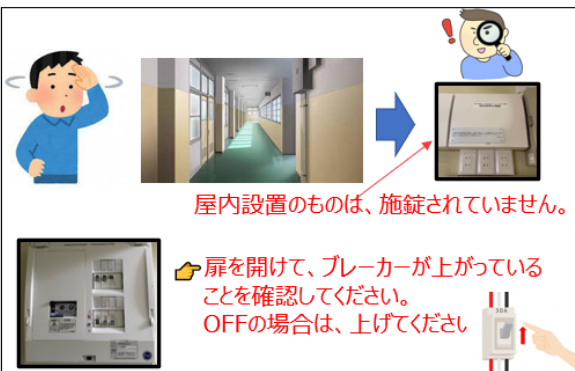 屋内設置のものは、施錠されていません。
扉を開けて、ブレーカーが上がっている
ことを確認してください。
OFFの場合は、上げてください
30A